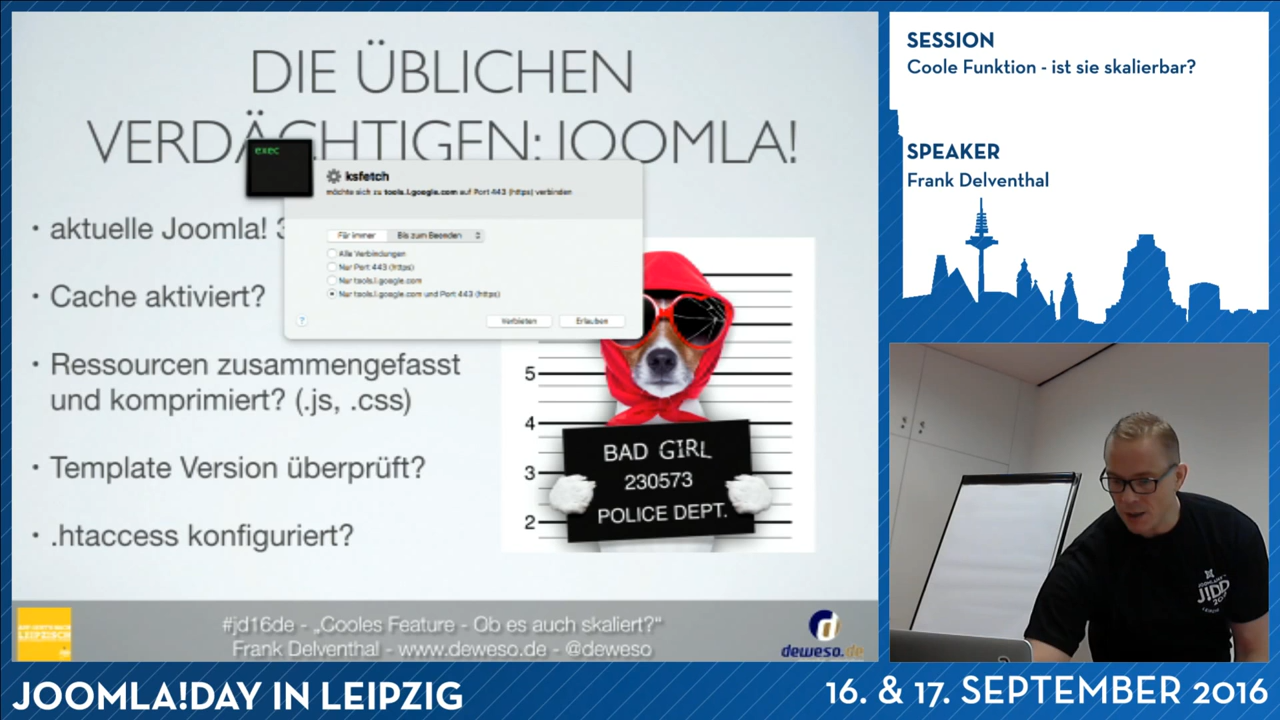 DIE ÜBLICHEN
VERDÄCHTIGEN: JOOMLA!
exec
ksfetch
möchte sich zu tools.l.google.com auf Port 443 (https) verbinden
• aktuelle Joomla! 3
Für immer
Bis zum Beenden
Alle Verbindungen
Nur Port 443 (https)
Nur tools.l.google.com
Nur tools.l.google.com und Port 443 (https)
?
Verbieten
Erlauben
• Cache aktiviert?
• Ressourcen zusammengefasst
und komprimiert? (.js, .css)
• Template Version überprüft?
• .htaccess konfiguriert?
5
4
3
2
BAD GIRL
230573
POLICE DEPT.
#jd16de - „Cooles Feature - Ob es auch skaliert?“
Frank Delventhal - www.deweso.de - @deweso
deweso.de
SESSION
Coole Funktion - ist sie skalierbar?
SPEAKER
Frank Delventhal
JOOMLA!DAY IN LEIPZIG
16. & 17. SEPTEMBER 2016